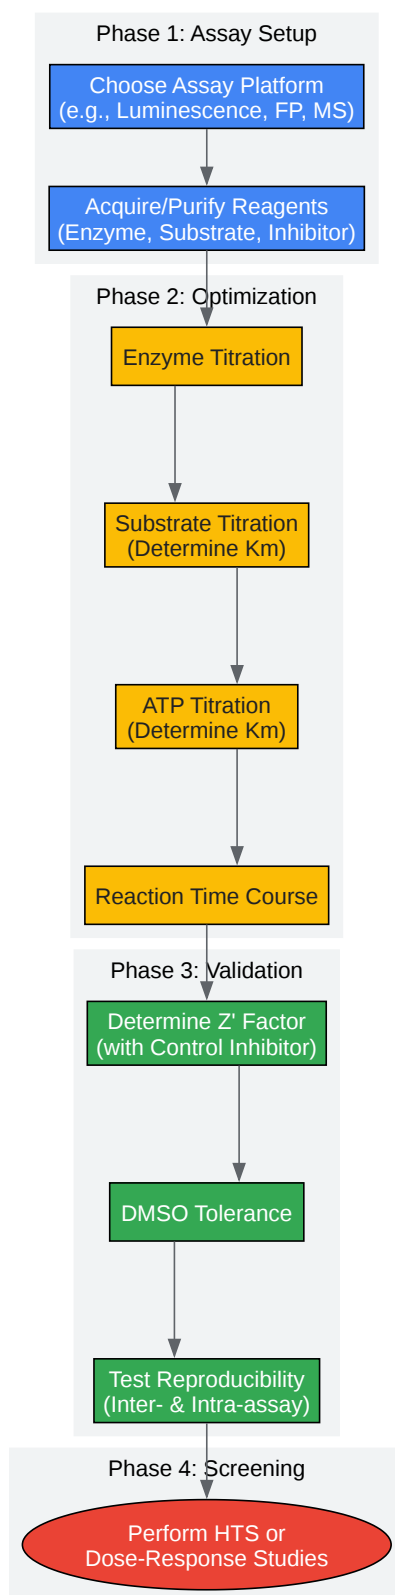 Phase 1: Assay Setup
Choose Assay Platform
(e.g., Luminescence, FP, MS)
Acquire/Purify Reagents
(Enzyme, Substrate, Inhibitor)
Phase 2: Optimization
Enzyme Titration
Substrate Titration
(Determine Km)
ATP Titration
(Determine Km)
Reaction Time Course
Phase 3: Validation
Determine Z' Factor
(with Control Inhibitor)
DMSO Tolerance
Test Reproducibility
(Inter- & Intra-assay)
Phase 4: Screening
Perform HTS or
Dose-Response Studies